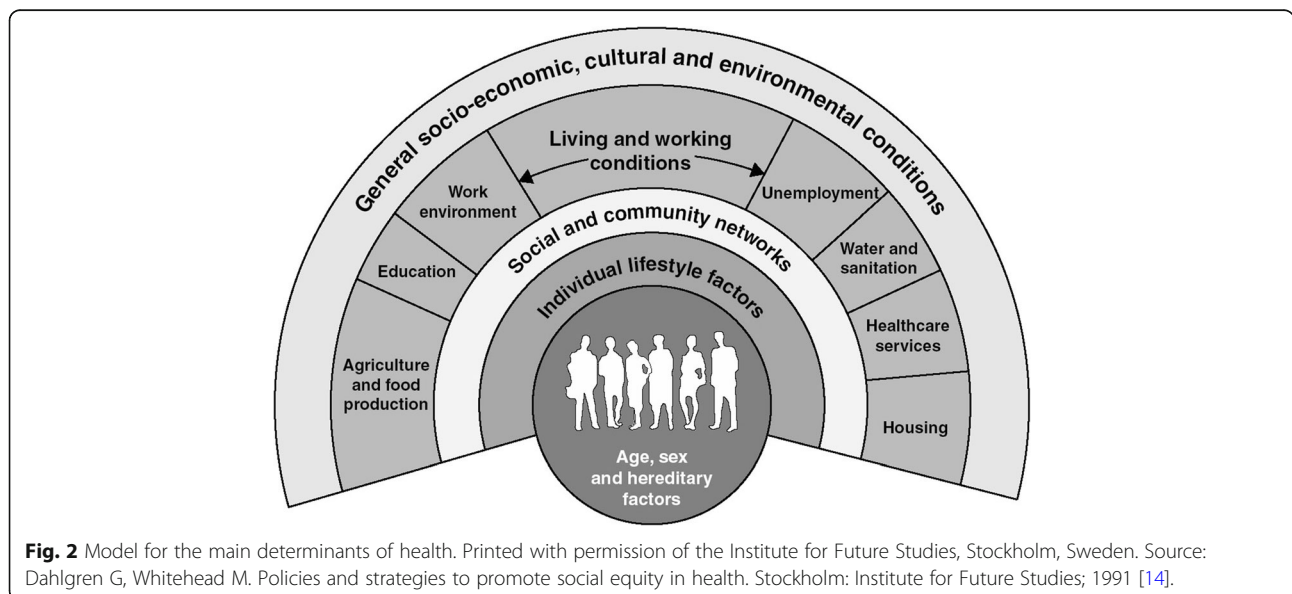 General socio-economic, cultural and environmental conditions
Living and working
conditions
Work
environment
Unemployment
Social and community networks
Water and
sanitation
Education
Individual lifestyle factors
Healthcare
services
Agriculture
and food
production
Housing
Age, sex
and hereditary
factors
Fig. 2 Model for the main determinants of health. Printed with permission of the Institute for Future Studies, Stockholm, Sweden. Source:
Dahlgren G, Whitehead M. Policies and strategies to promote social equity in health. Stockholm: Institute for Future Studies; 1991 [14].